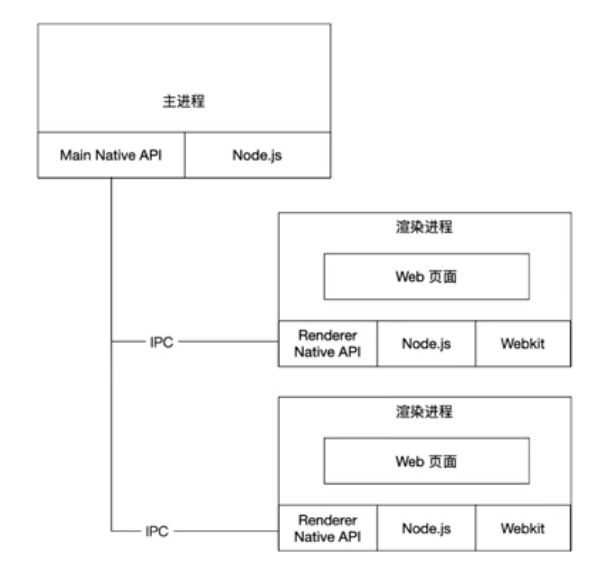 主进程
Main Native API
Node.js
渲染进程
Web 页面
IPC
Renderer
Native API
Node.js
Webkit
渲染进程
Web 页面
IPC
Renderer
Native API
Node.js
Webkit